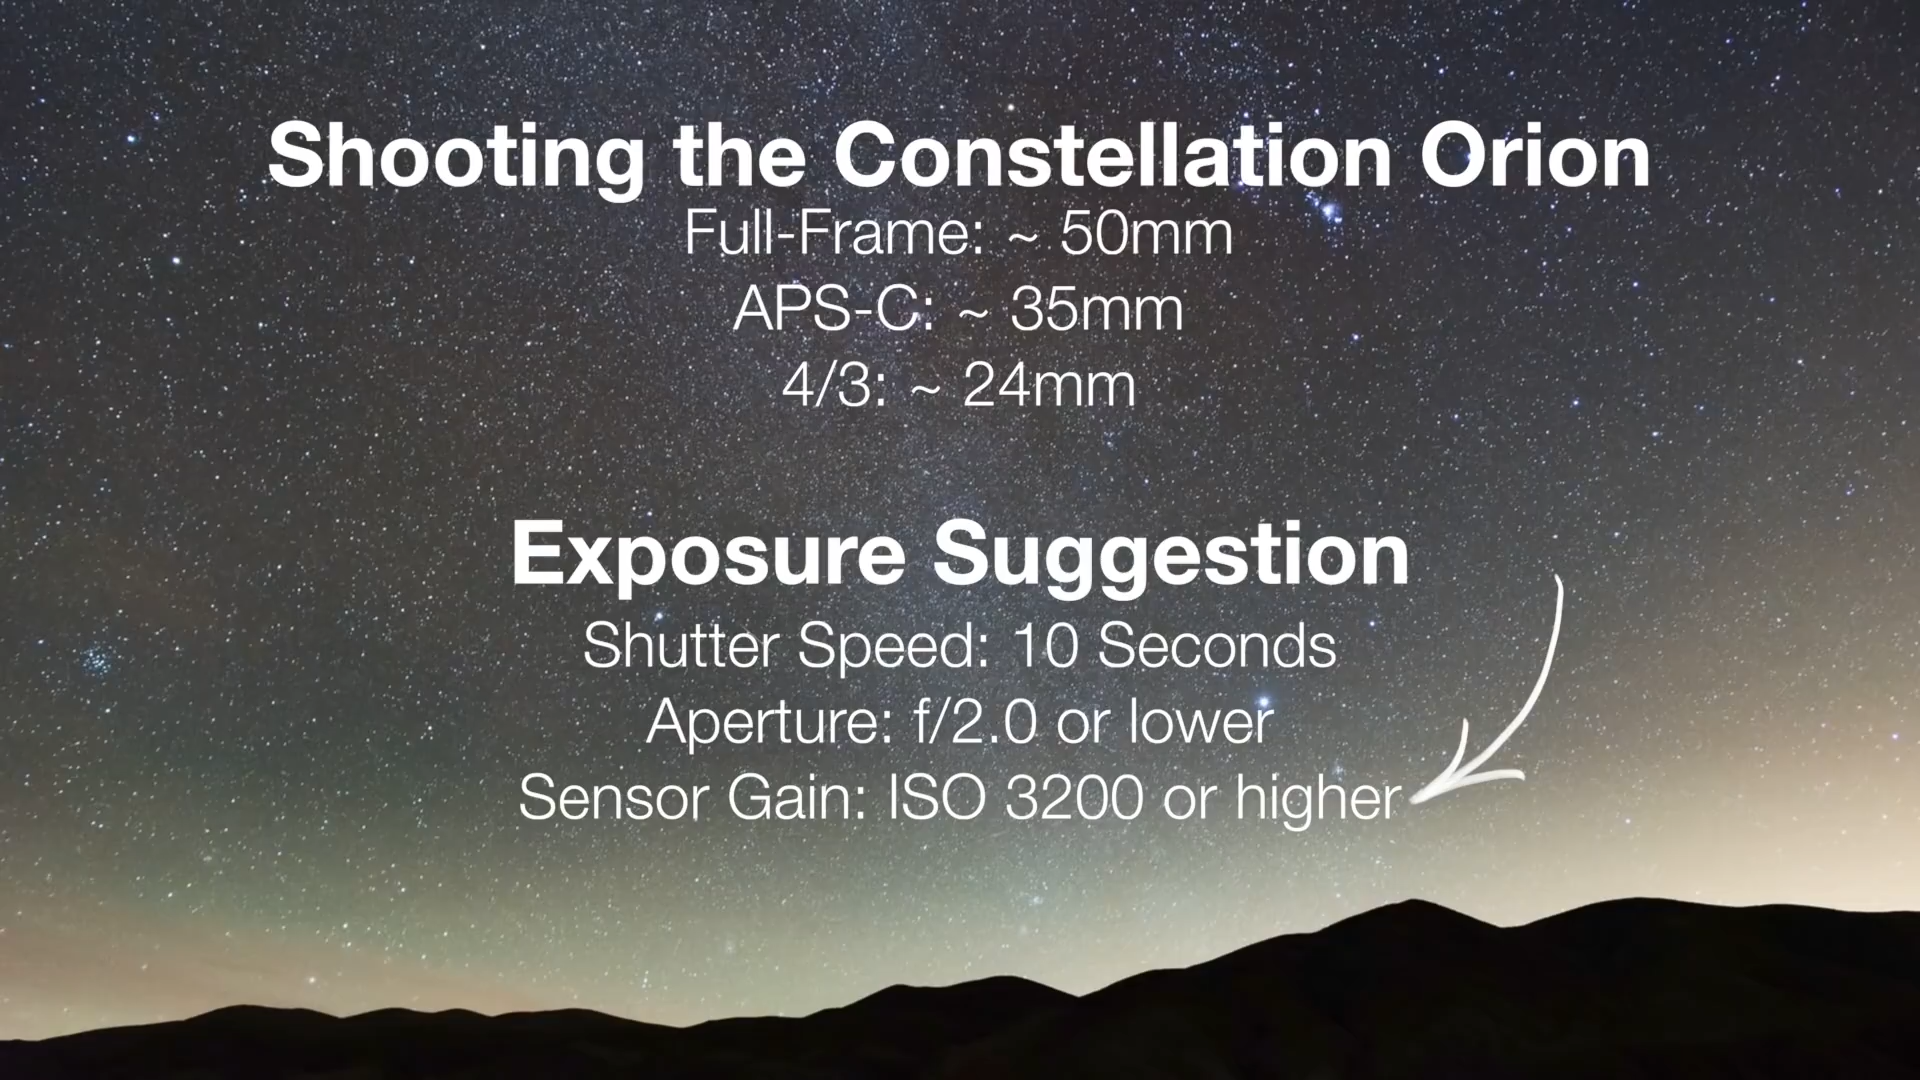 Shooting the Constellation Orion
Full-Frame: ~ 50mm
APS-C: ~ 35mm
4/3: ~ 24mm
Exposure Suggestion
Shutter Speed: 10 Seconds
Aperture: f/2.0 or lower
Sensor Gain: ISO 3200 or higher